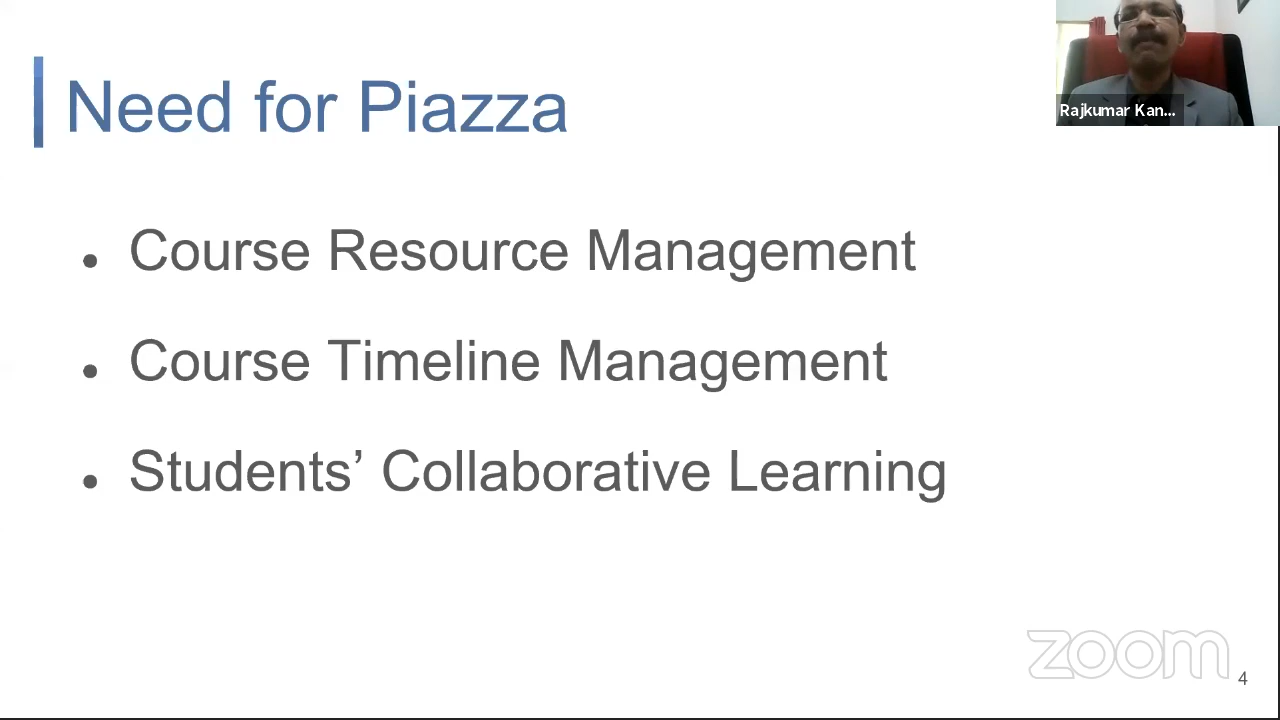 Need for Piazza
Rajkumar Kan...
• Course Resource Management
• Course Timeline Management
• Students’ Collaborative Learning
zoom
4